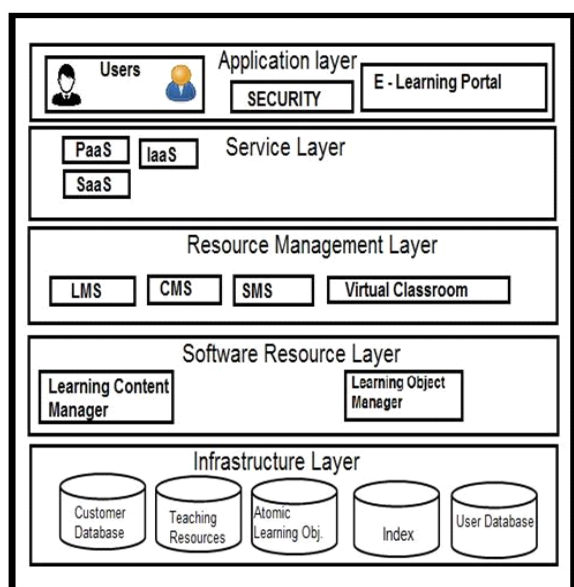 Application layer
Users
SECURITY
E - Learning Portal
Service Layer
PaaS
IaaS
SaaS
Resource Management Layer
LMS
CMS
SMS
Virtual Classroom
Software Resource Layer
Learning Content
Manager
Learning Object
Manager
Infrastructure Layer
Customer
Database
Teaching
Resources
Atomic
Learning Obj.
Index
User Database